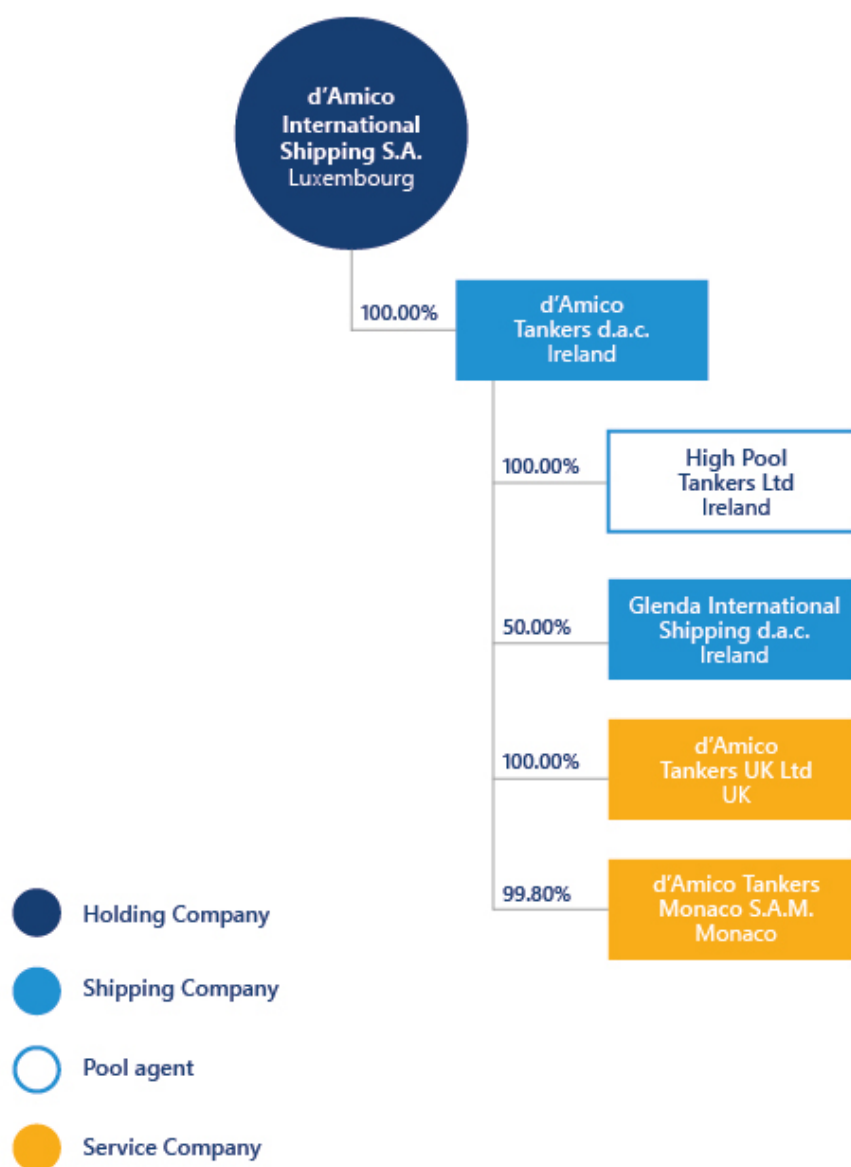 d’Amico
International
Shipping S.A.
Luxembourg
100.00%
d’Amico
Tankers d.a.c.
Ireland
100.00%
High Pool
Tankers Ltd
Ireland
50.00%
Glenda International
Shipping d.a.c.
Ireland
100.00%
d’Amico
Tankers UK Ltd
UK
99.80%
d’Amico Tankers
Monaco S.A.M.
Monaco
Holding Company
Shipping Company
Pool agent
Service Company